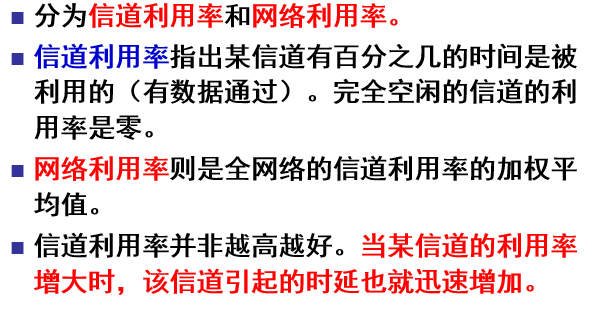 分为信道利用率和网络利用率。
信道利用率指出某信道有百分之几的时间是被
利用的（有数据通过）。完全空闲的信道的利
用率是零。
网络利用率则是全网络的信道利用率的加权平
均值。
信道利用率并非越高越好。当某信道的利用率
增大时，该信道引起的时延也就迅速增加。